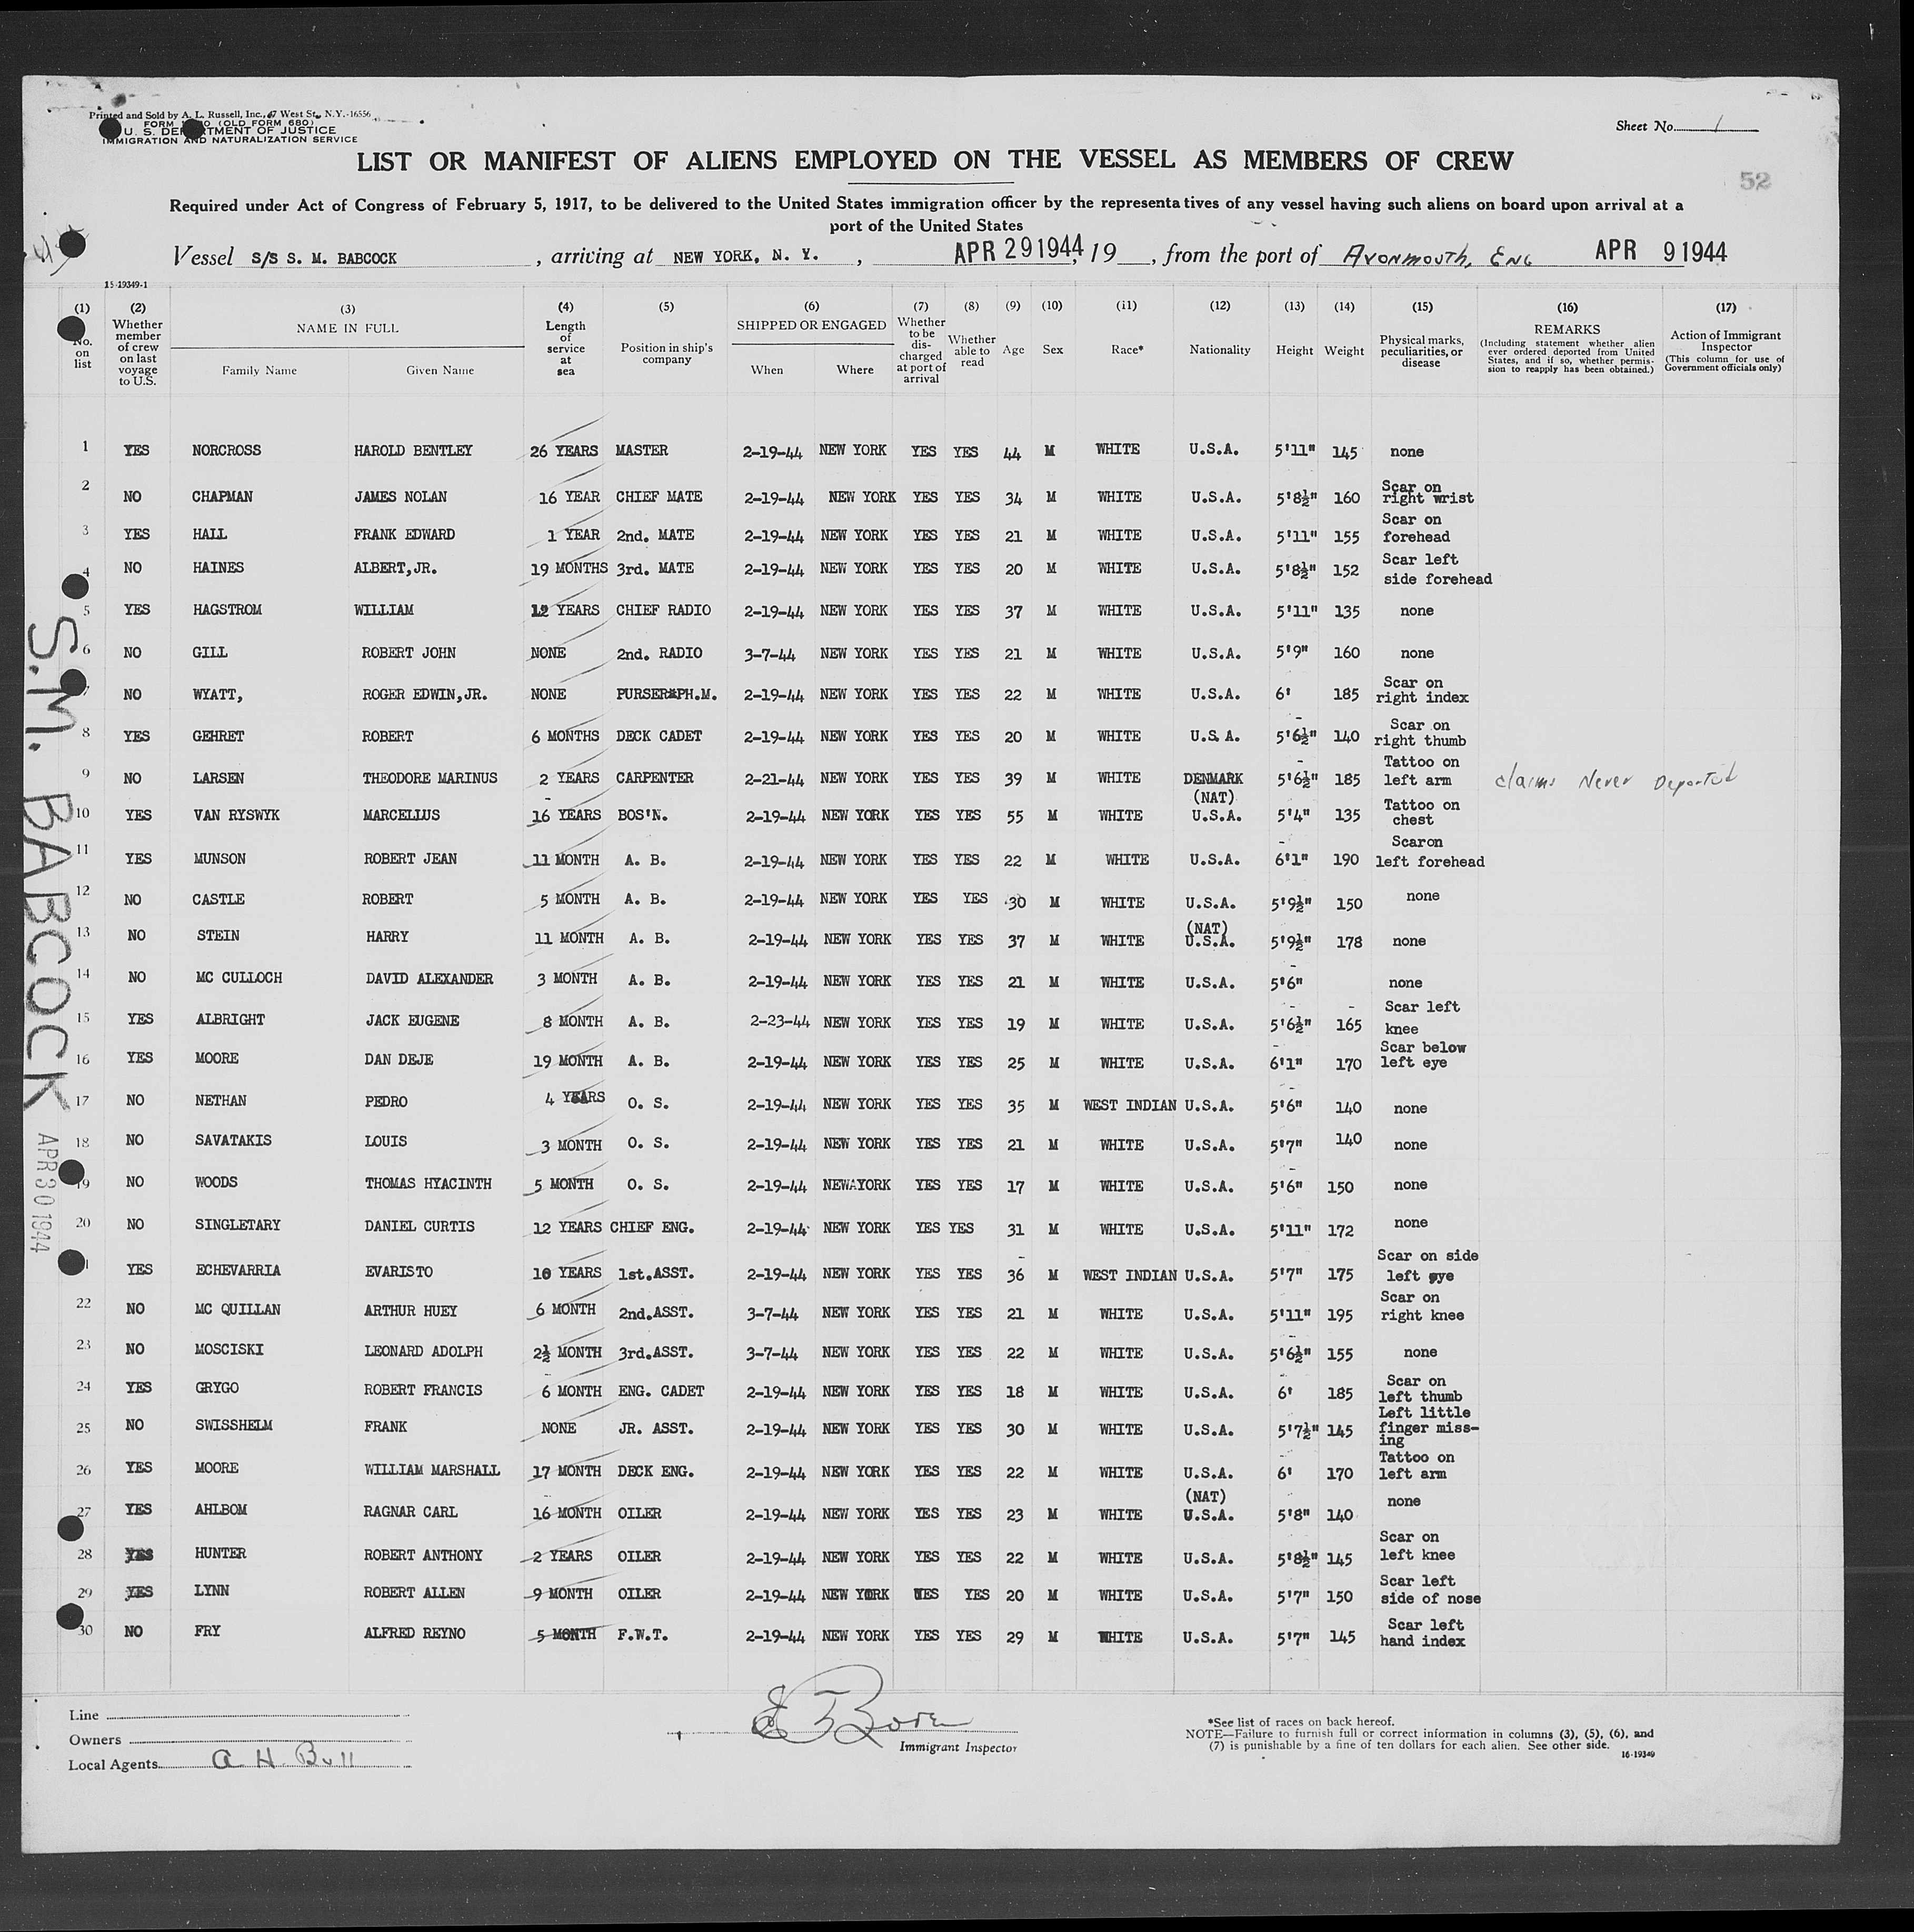 Printed and Sold by A. L. Russell, Inc., 67 West St., N.Y.-16556
FORM (OLD FORM 680)
U. S. DEPARTMENT OF JUSTICE
IMMIGRATION AND NATURALIZATION SERVICE
Sheet No. 1
LIST OR MANIFEST OF ALIENS EMPLOYED ON THE VESSEL AS MEMBERS OF CREW
52
Required under Act of Congress of February 5, 1917, to be delivered to the United States immigration officer by the representatives of any vessel having such aliens on board upon arrival at a
port of the United States
Vessel S/S S. M. BABCOCK, arriving at NEW YORK, N. Y., APR 29 1944, 19, from the port of Avonmouth, Eng APR 9 1944
15-19349-1
(1) (2) (3) (4) (5) (6) (7) (8) (9) (10) (11) (12) (13) (14) (15) (16) (17)
No. on list
Whether member of crew on last voyage to U.S.
NAME IN FULL
Family Name Given Name
Length of service at sea
Position in ship's company
SHIPPED OR ENGAGED
When Where
Whether to be discharged at port of arrival
Whether able to read
Age Sex Race* Nationality Height Weight
Physical marks, peculiarities, or disease
REMARKS
(Including statement whether alien ever ordered deported from United States, and if so, whether permission to reapply has been obtained.)
Action of Immigrant Inspector
(This column for use of Government officials only)
1 YES NORCROSS HAROLD BENTLEY 26 YEARS MASTER 2-19-44 NEW YORK YES YES 44 M WHITE U.S.A. 5'11" 145 none
2 NO CHAPMAN JAMES NOLAN 16 YEAR CHIEF MATE 2-19-44 NEW YORK YES YES 34 M WHITE U.S.A. 5'8½" 160 Scar on right wrist
3 YES HALL FRANK EDWARD 1 YEAR 2nd. MATE 2-19-44 NEW YORK YES YES 21 M WHITE U.S.A. 5'11" 155 Scar on forehead
4 NO HAINES ALBERT,JR. 19 MONTHS 3rd. MATE 2-19-44 NEW YORK YES YES 20 M WHITE U.S.A. 5'8½" 152 Scar left side forehead
5 YES HAGSTROM WILLIAM 12 YEARS CHIEF RADIO 2-19-44 NEW YORK YES YES 37 M WHITE U.S.A. 5'11" 135 none
6 NO GILL ROBERT JOHN NONE 2nd. RADIO 3-7-44 NEW YORK YES YES 21 M WHITE U.S.A. 5'9" 160 none
7 NO WYATT, ROGER EDWIN,JR. NONE PURSER&PH.M. 2-19-44 NEW YORK YES YES 22 M WHITE U.S.A. 6' 185 Scar on right index
8 YES GEHRET ROBERT 6 MONTHS DECK CADET 2-19-44 NEW YORK YES YES 20 M WHITE U.S.A. 5'6½" 140 Scar on right thumb
9 NO LARSEN THEODORE MARINUS 2 YEARS CARPENTER 2-21-44 NEW YORK YES YES 39 M WHITE DENMARK 5'6½" 185 Tattoo on left arm claims Never Deported
10 YES VAN RYSWYK MARCELLUS 16 YEARS BOS'N. 2-19-44 NEW YORK YES YES 55 M WHITE (NAT) U.S.A. 5'4" 135 Tattoo on chest
11 YES MUNSON ROBERT JEAN 11 MONTH A. B. 2-19-44 NEW YORK YES YES 22 M WHITE U.S.A. 6'1" 190 Scaron left forehead
12 NO CASTLE ROBERT 5 MONTH A. B. 2-19-44 NEW YORK YES YES 30 M WHITE U.S.A. 5'9½" 150 none
13 NO STEIN HARRY 11 MONTH A. B. 2-19-44 NEW YORK YES YES 37 M WHITE (NAT) U.S.A. 5'9½" 178 none
14 NO MC CULLOCH DAVID ALEXANDER 3 MONTH A. B. 2-19-44 NEW YORK YES YES 21 M WHITE U.S.A. 5'6" none
15 YES ALBRIGHT JACK EUGENE 8 MONTH A. B. 2-23-44 NEW YORK YES YES 19 M WHITE U.S.A. 5'6½" 165 Scar left knee
16 YES MOORE DAN DEJE 19 MONTH A. B. 2-19-44 NEW YORK YES YES 25 M WHITE U.S.A. 6'1" 170 Scar below left eye
17 NO NETHAN PEDRO 4 YEARS O. S. 2-19-44 NEW YORK YES YES 35 M WEST INDIAN U.S.A. 5'6" 140 none
18 NO SAVATAKIS LOUIS 3 MONTH O. S. 2-19-44 NEW YORK YES YES 21 M WHITE U.S.A. 5'7" 140 none
19 NO WOODS THOMAS HYACINTH 5 MONTH O. S. 2-19-44 NEWAYORK YES YES 17 M WHITE U.S.A. 5'6" 150 none
20 NO SINGLETARY DANIEL CURTIS 12 YEARS CHIEF ENG. 2-19-44 NEW YORK YES YES 31 M WHITE U.S.A. 5'11" 172 none
1 YES ECHEVARRIA EVARISTO 10 YEARS 1st.ASST. 2-19-44 NEW YORK YES YES 36 M WEST INDIAN U.S.A. 5'7" 175 Scar on side left eye
22 NO MC QUILLAN ARTHUR HUEY 6 MONTH 2nd.ASST. 3-7-44 NEW YORK YES YES 21 M WHITE U.S.A. 5'11" 195 Scar on right knee
23 NO MOSCISKI LEONARD ADOLPH 2½ MONTH 3rd.ASST. 3-7-44 NEW YORK YES YES 22 M WHITE U.S.A. 5'6½" 155 none
24 YES GRYGO ROBERT FRANCIS 6 MONTH ENG. CADET 2-19-44 NEW YORK YES YES 18 M WHITE U.S.A. 6' 185 Scar on left thumb
25 NO SWISSHELM FRANK NONE JR. ASST. 2-19-44 NEW YORK YES YES 30 M WHITE U.S.A. 5'7½" 145 Left little finger miss-ing
26 YES MOORE WILLIAM MARSHALL 17 MONTH DECK ENG. 2-19-44 NEW YORK YES YES 22 M WHITE U.S.A. 6' 170 Tattoo on left arm
27 YES AHLBOM RAGNAR CARL 16 MONTH OILER 2-19-44 NEW YORK YES YES 23 M WHITE (NAT) U.S.A. 5'8" 140 none
28 YES HUNTER ROBERT ANTHONY 2 YEARS OILER 2-19-44 NEW YORK YES YES 22 M WHITE U.S.A. 5'8½" 145 Scar on left knee
29 YES LYNN ROBERT ALLEN 9 MONTH OILER 2-19-44 NEW YORK YES YES 20 M WHITE U.S.A. 5'7" 150 Scar left side of nose
30 NO FRY ALFRED REYNO 5 MONTH F.W.T. 2-19-44 NEW YORK YES YES 29 M WHITE U.S.A. 5'7" 145 Scar left hand index
S.M. BABCOCK APR 30 1944
Line
Owners
Local Agents A H. Bull
Immigrant Inspector
*See list of races on back hereof.
NOTE—Failure to furnish full or correct information in columns (3), (5), (6), and
(7) is punishable by a fine of ten dollars for each alien. See other side.
16-19349